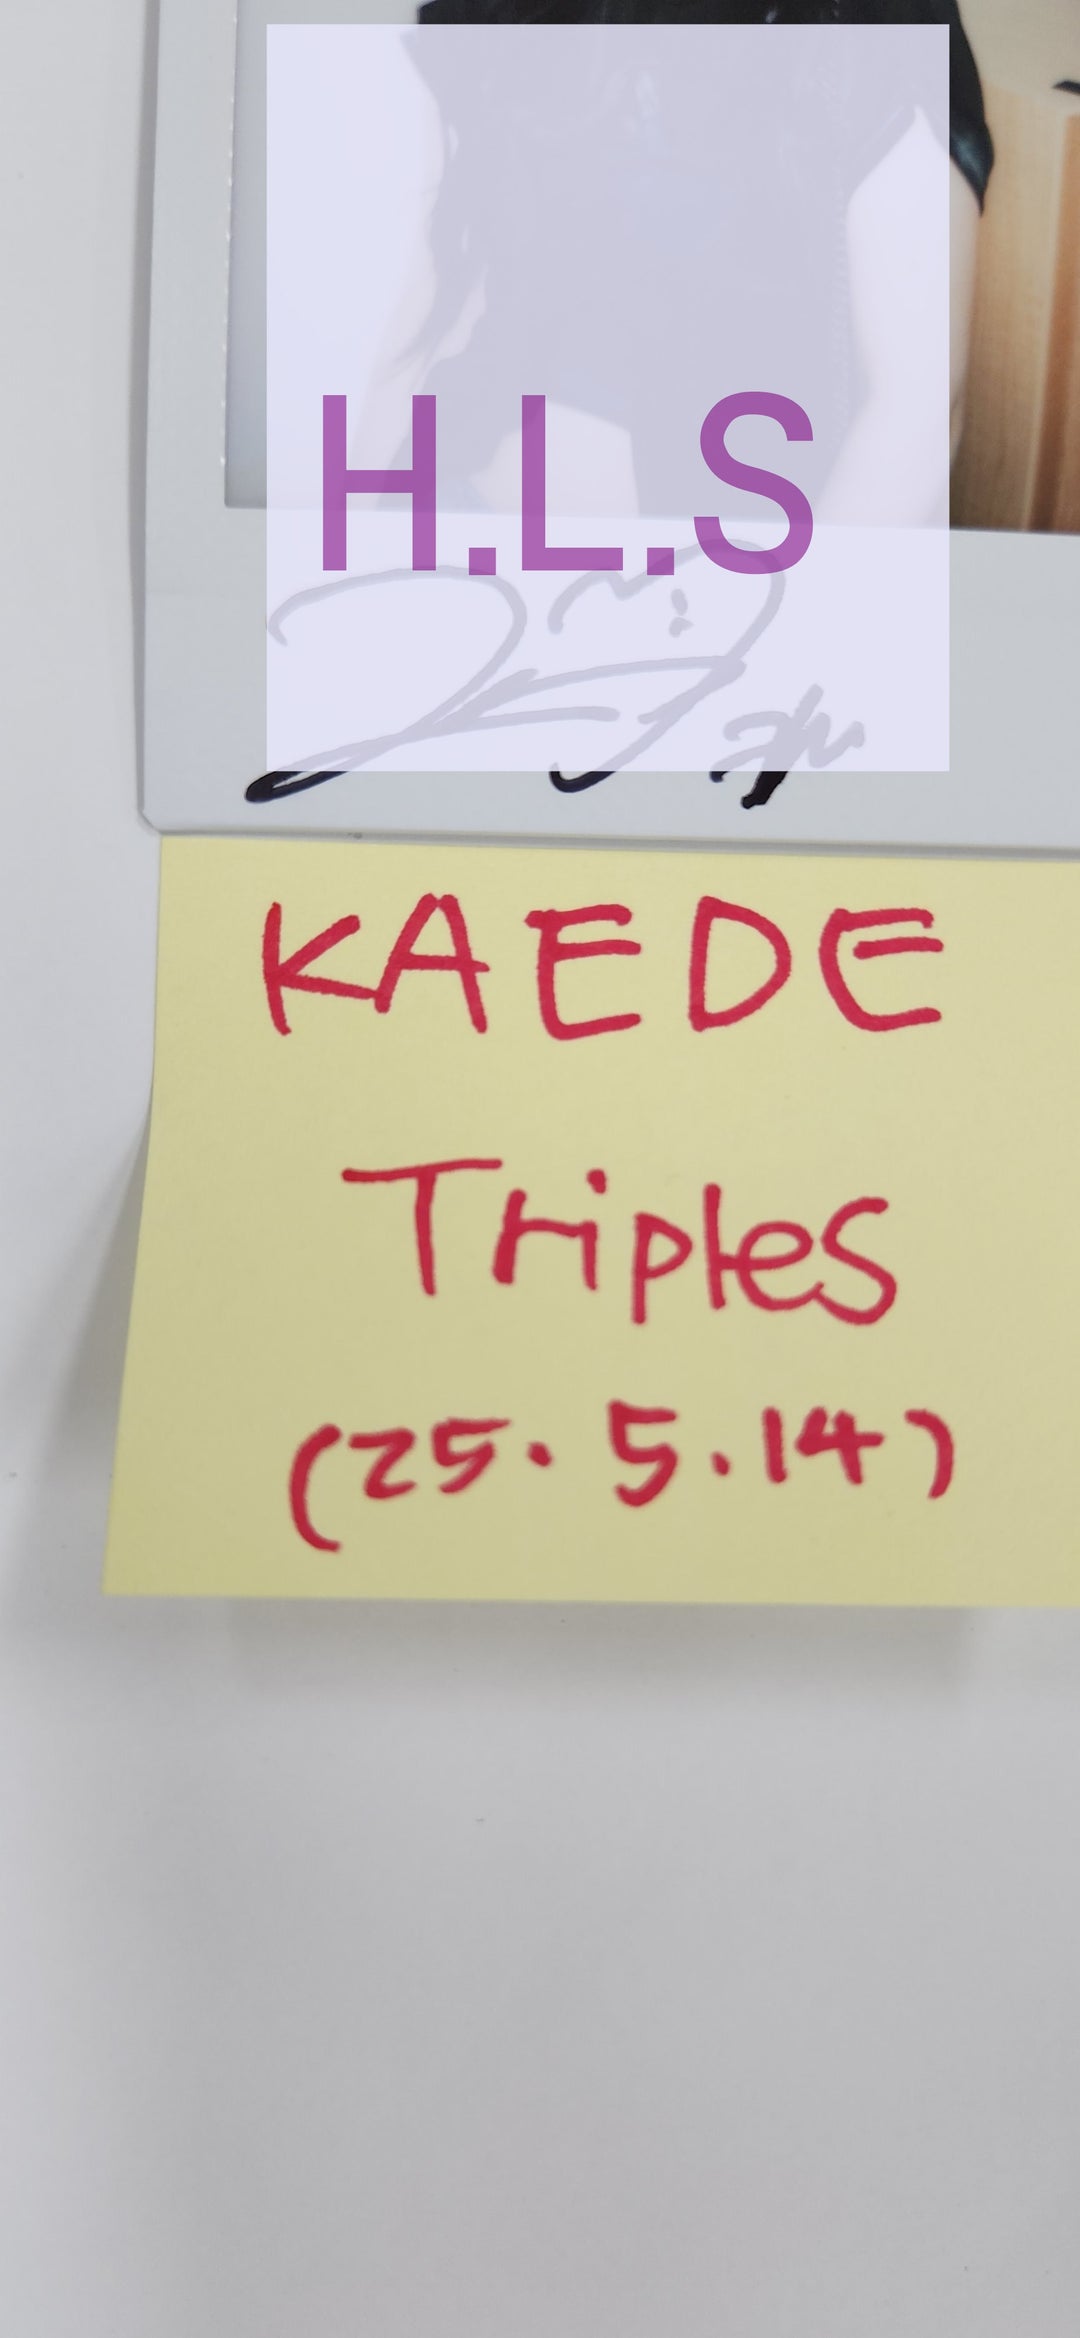 H.L.S
KAEDE
Triples
(25.5.14)